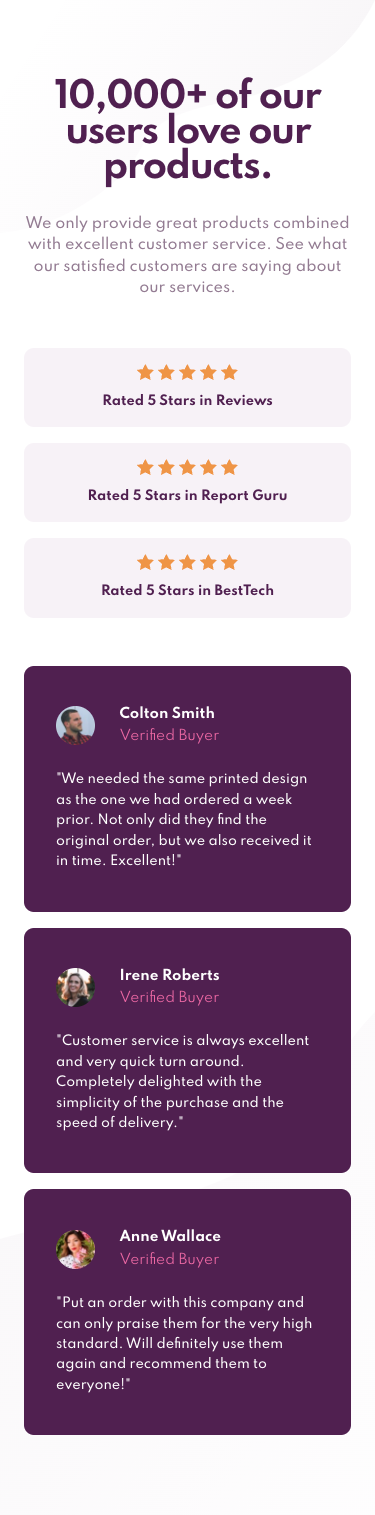 10,000+ of our
users love our
products.
We only provide great products combined
with excellent customer service. See what
our satisfied customers are saying about
our services.
Rated 5 Stars in Reviews
Rated 5 Stars in Report Guru
Rated 5 Stars in BestTech
Colton Smith
Verified Buyer
"We needed the same printed design
as the one we had ordered a week
prior. Not only did they find the
original order, but we also received it
in time. Excellent!"
Irene Roberts
Verified Buyer
"Customer service is always excellent
and very quick turn around.
Completely delighted with the
simplicity of the purchase and the
speed of delivery."
Anne Wallace
Verified Buyer
"Put an order with this company and
can only praise them for the very high
standard. Will definitely use them
again and recommend them to
everyone!"